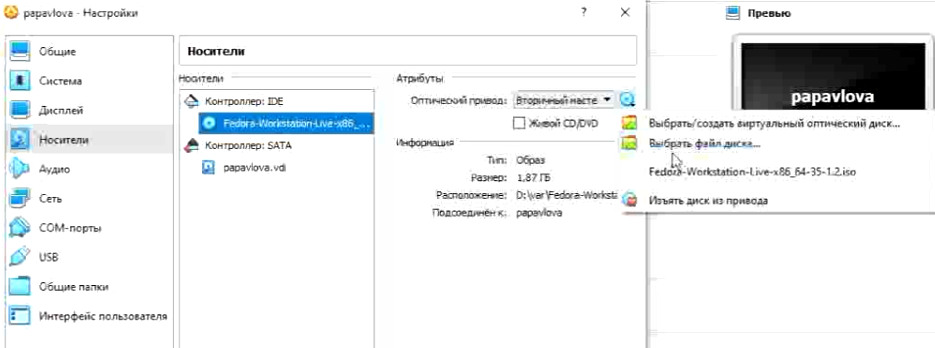 papavlova - Настройки
? ×
Превью
Общие
Система
Дисплей
Носители
Аудио
Сеть
COM-порты
USB
Общие папки
Интерфейс пользователя
Носители
Носители
Контроллер: IDE
Fedora-Workstation-Live-x86_...
Контроллер: SATA
papavlova.vdi
Атрибуты
Оптический привод: Вторичный масте
Живой CD/DVD
Информация
Тип: Образ
Размер: 1,87 ГБ
Расположение: D:\var\Fedora-Workst
Подсоединён к: papavlova
papavlova
Выбрать/создать виртуальный оптический диск...
Выбрать файл диска...
Fedora-Workstation-Live-x86_64-35-1.2.iso
Изъять диск из привода